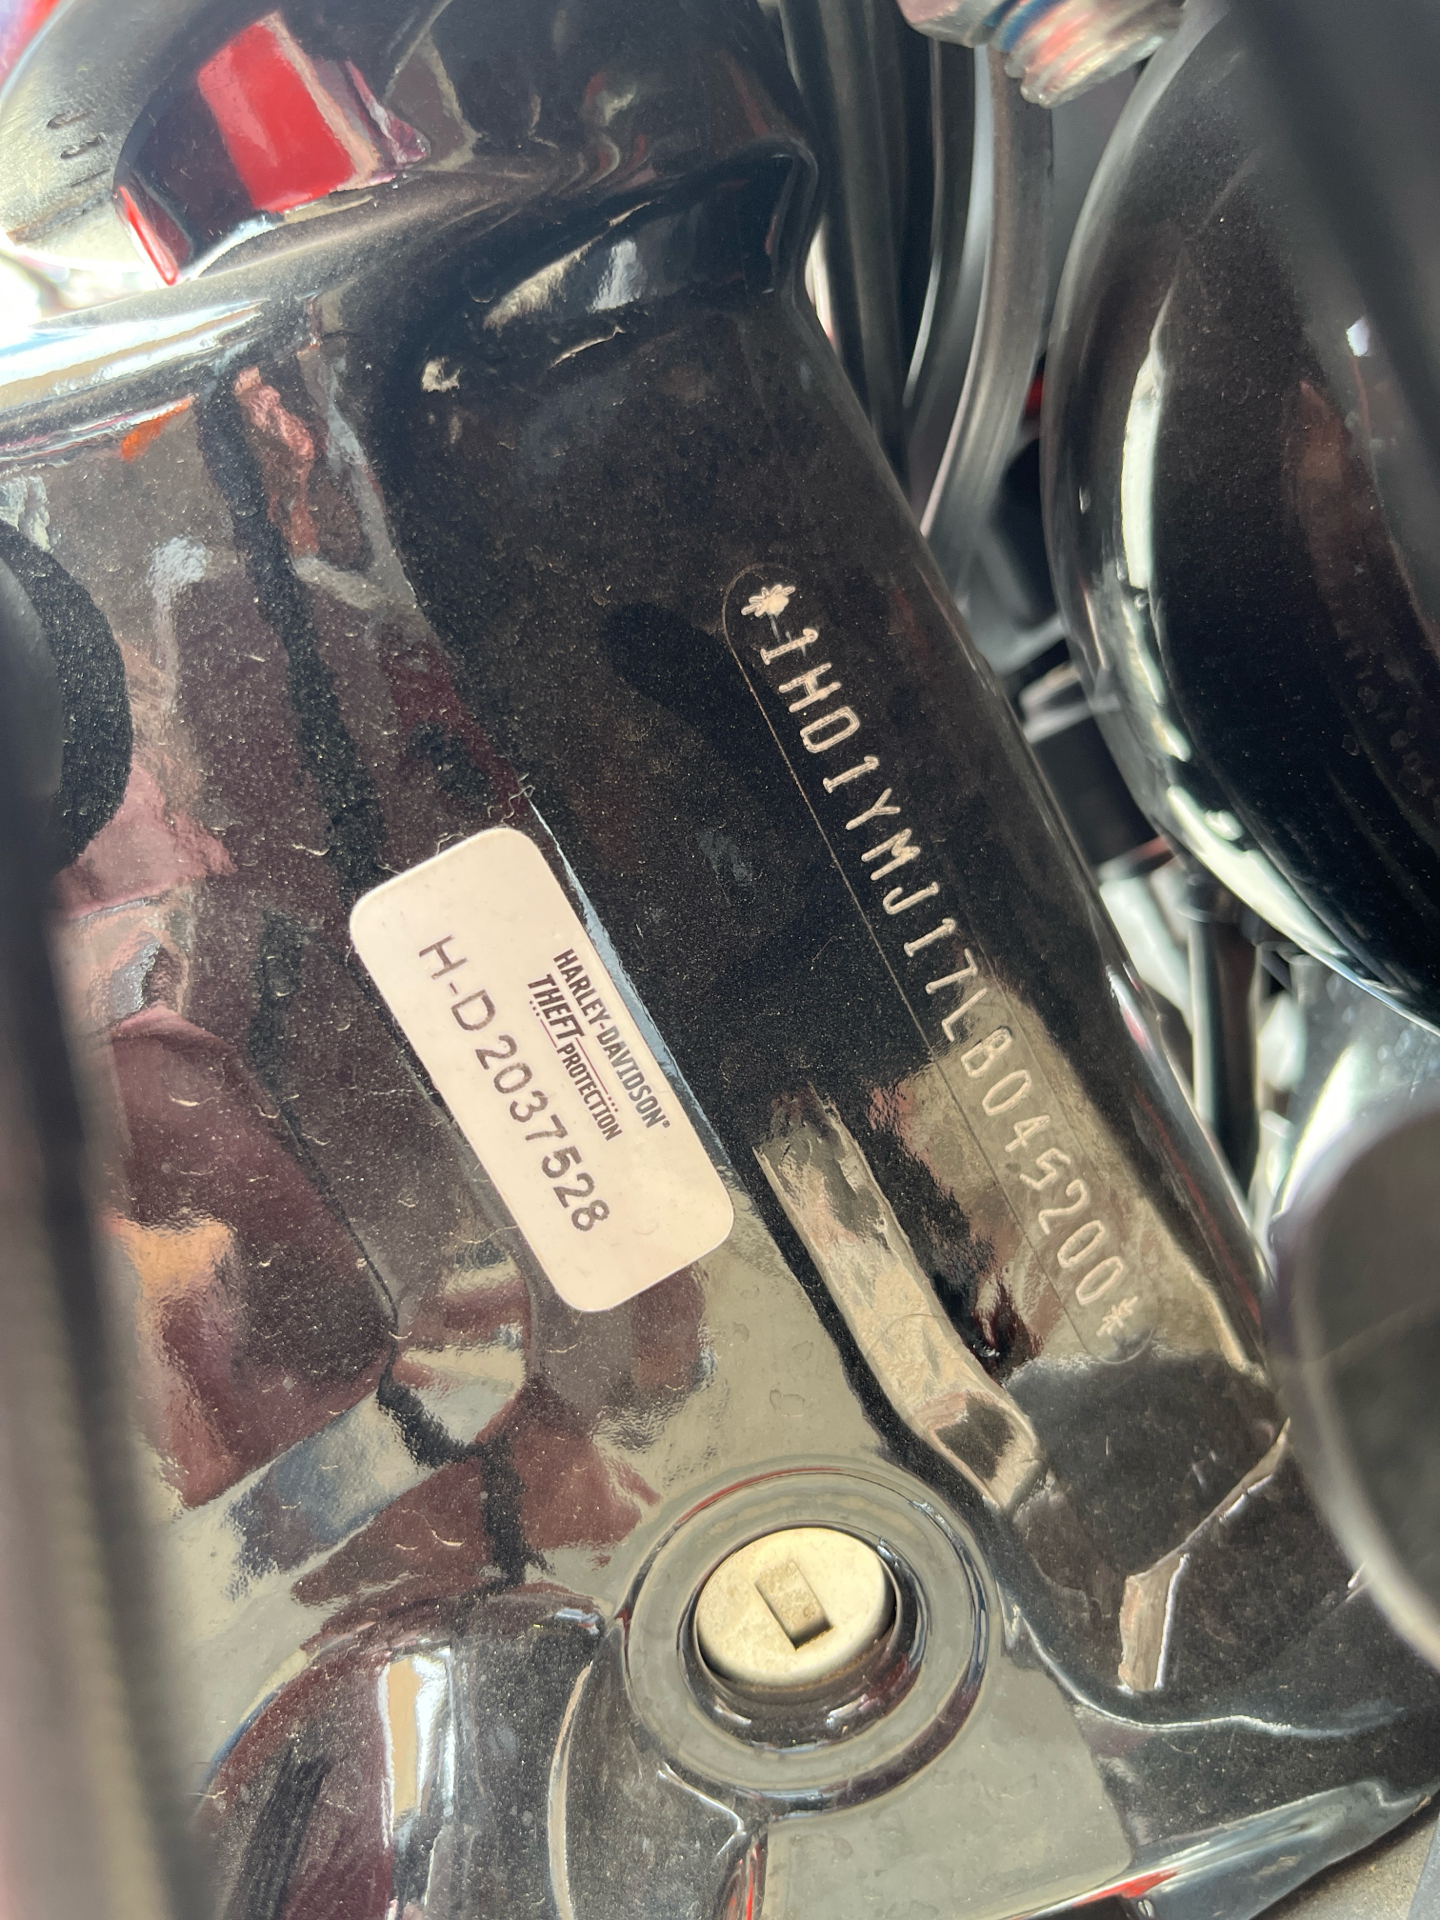 *1HD1YMJ17LB045200*
HARLEY-DAVIDSON®
THEFT PROTECTION
H-D2037528